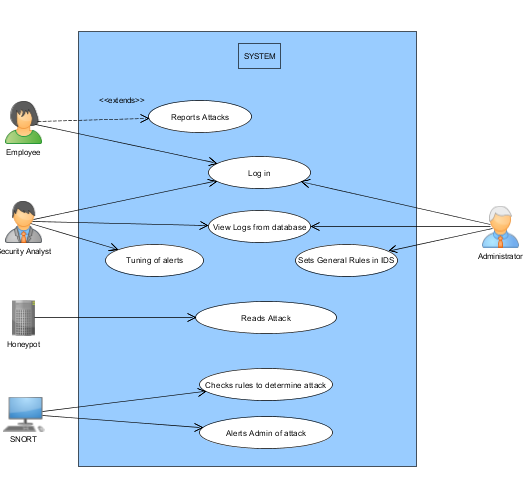 SYSTEM
<<extends>>
Reports Attacks
Employee
Log in
View Logs from database
Security Analyst
Administrator
Tuning of alerts
Sets General Rules in IDS
Reads Attack
Honeypot
Checks rules to determine attack
Alerts Admin of attack
SNORT